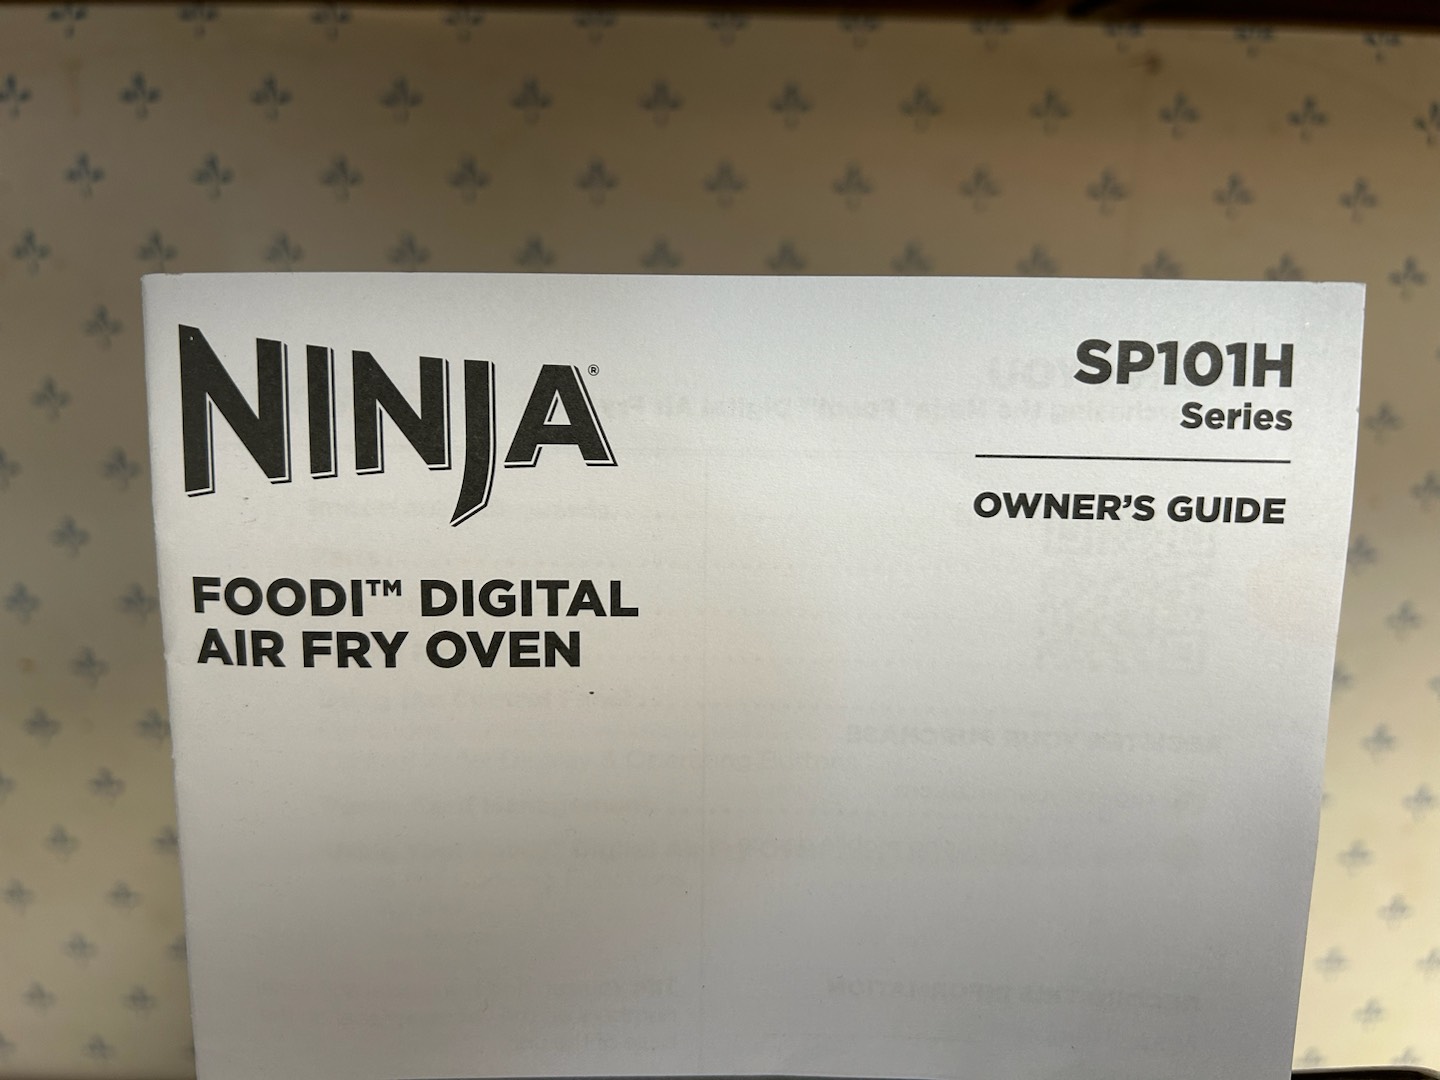 NINJA®
SP101H
Series
OWNER'S GUIDE
FOODI™ DIGITAL
AIR FRY OVEN